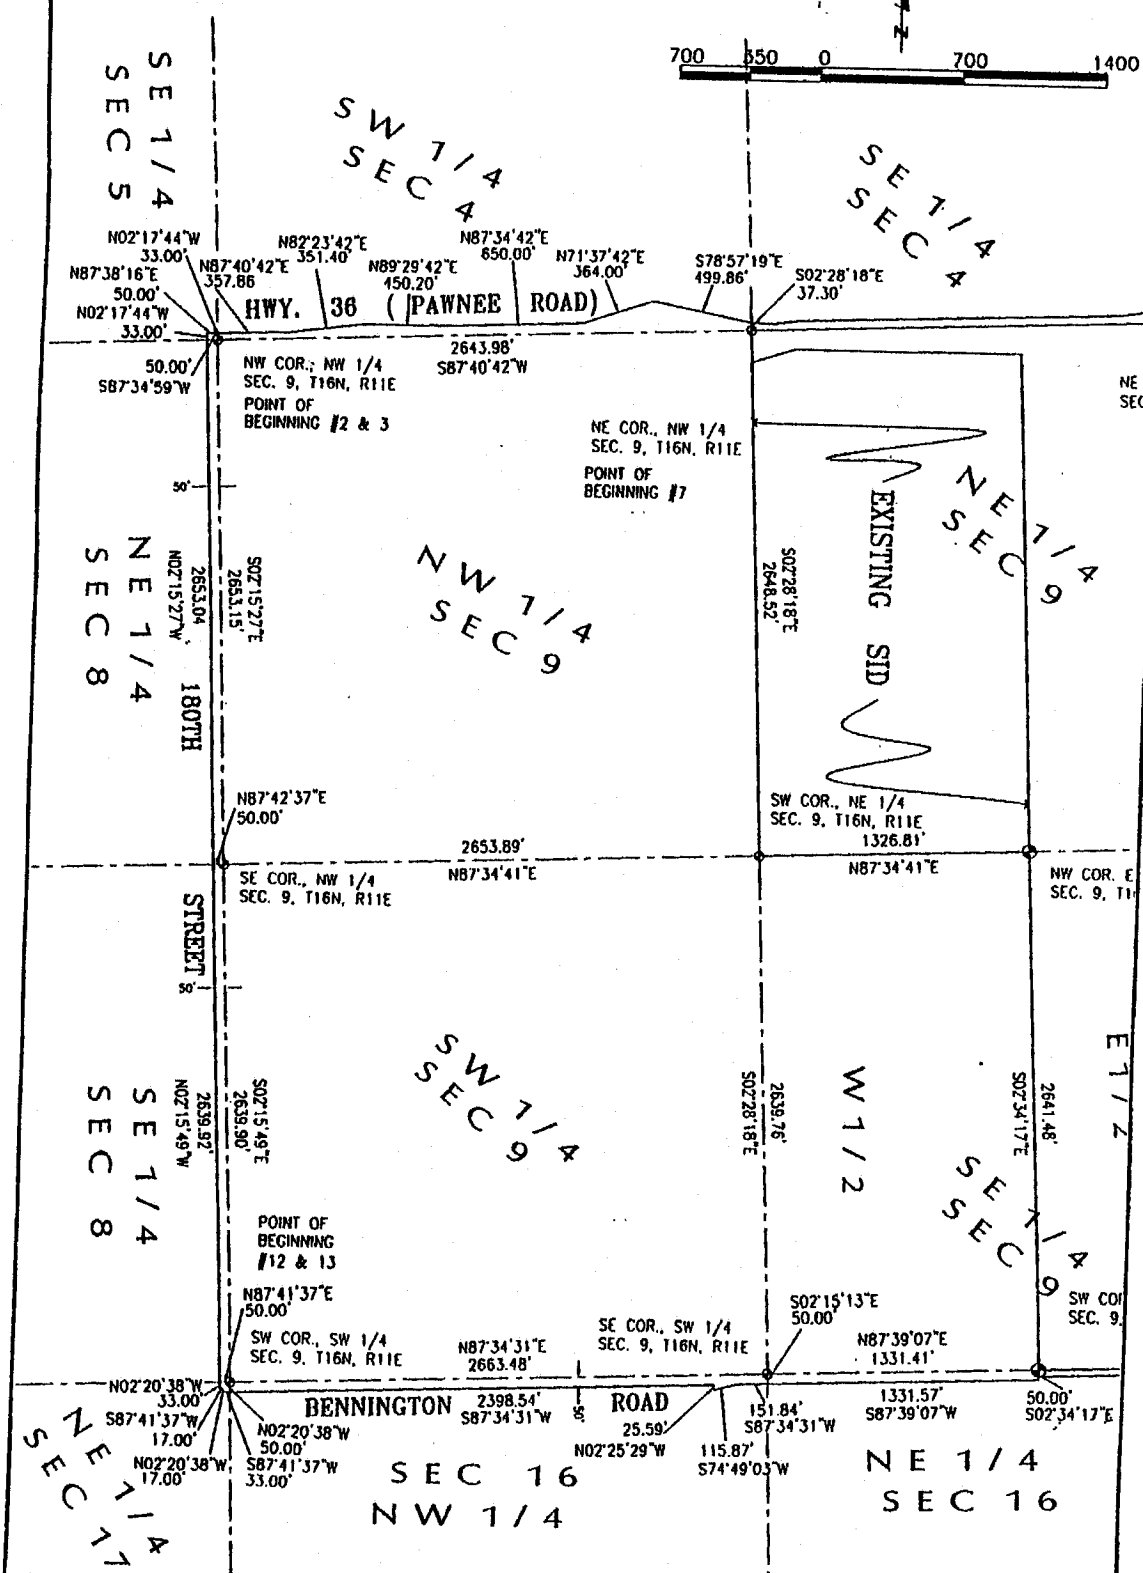 N
700 350 0 700 1400
SE 1/4
SEC 5
SW 1/4
SEC 4
SE 1/4
SEC 4
N02°17'44"W
33.00'
N87°38'16"E
50.00'
N02°17'44"W
33.00'
50.00'
S87°34'59"W
N87°40'42"E
357.86
N82°23'42"E
351.40'
N89°29'42"E
450.20'
N87°34'42"E
650.00'
N71°37'42"E
364.00'
S78°57'19"E
499.86'
S02°28'18"E
37.30'
HWY. 36 (PAWNEE ROAD)
2643.98'
S87°40'42"W
NW COR., NW 1/4
SEC. 9, T16N, R11E
POINT OF
BEGINNING #2 & 3
NE COR., NW 1/4
SEC. 9, T16N, R11E
POINT OF
BEGINNING #7
NE
SEC
50'
NE 1/4
SEC 8
N02°15'27"W
2653.04
S02°15'27"E
2653.15'
180TH
NW 1/4
SEC 9
S02°28'18"E
2648.52'
EXISTING SID
NE 1/4
SEC 9
N87°42'37"E
50.00'
SW COR., NE 1/4
SEC. 9, T16N, R11E
1326.81'
N87°34'41"E
2653.89'
N87°34'41"E
SE COR., NW 1/4
SEC. 9, T16N, R11E
NW COR. E
SEC. 9, T1
STREET
50'
SE 1/4
SEC 8
N02°15'49"W
2639.92'
S02°15'49"E
2639.90'
SW 1/4
SEC 9
2639.76'
S02°28'18"E
W 1/2
2641.48'
S02°34'17"E
E 1/2
SE 1/4
SEC 9
POINT OF
BEGINNING
#12 & 13
N87°41'37"E
50.00'
SW COR., SW 1/4
SEC. 9, T16N, R11E
N87°34'31"E
2663.48'
SE COR., SW 1/4
SEC. 9, T16N, R11E
S02°15'13"E
50.00'
N87°39'07"E
1331.41'
SW COR
SEC. 9,
N02°20'38"W
33.00'
S87°41'37"W
17.00'
N02°20'38"W
17.00'
N02°20'38"W
50.00'
S87°41'37"W
33.00'
BENNINGTON ROAD
2398.54'
S87°34'31"W
50'
25.59'
N02°25'29"W
115.87'
S74°49'03"W
151.84'
S87°34'31"W
1331.57'
S87°39'07"W
50.00'
S02°34'17"E
NE 1/4
SEC 17
SEC 16
NW 1/4
NE 1/4
SEC 16